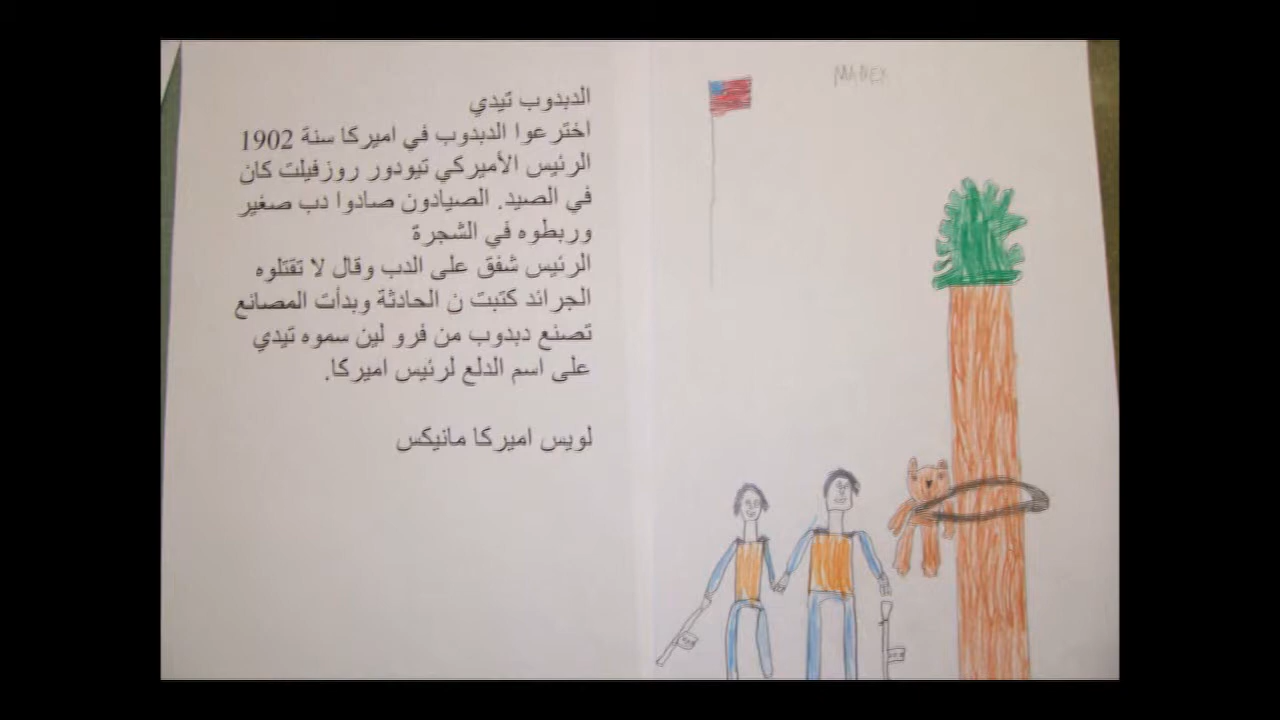 الدبدوب تيدي
اخترعوا الدبدوب في اميركا سنة 1902
الرئيس الأميركي تيودور روزفيلت كان
في الصيد. الصيادون صادوا دب صغير
وربطوه في الشجرة
الرئيس شفق على الدب وقال لا تقتلوه
الجرائد كتبت ن الحادثة وبدأت المصانع
تصنع دبدوب من فرو لين سموه تيدي
على اسم الدلع لرئيس اميركا.
لويس اميركا مانيكس